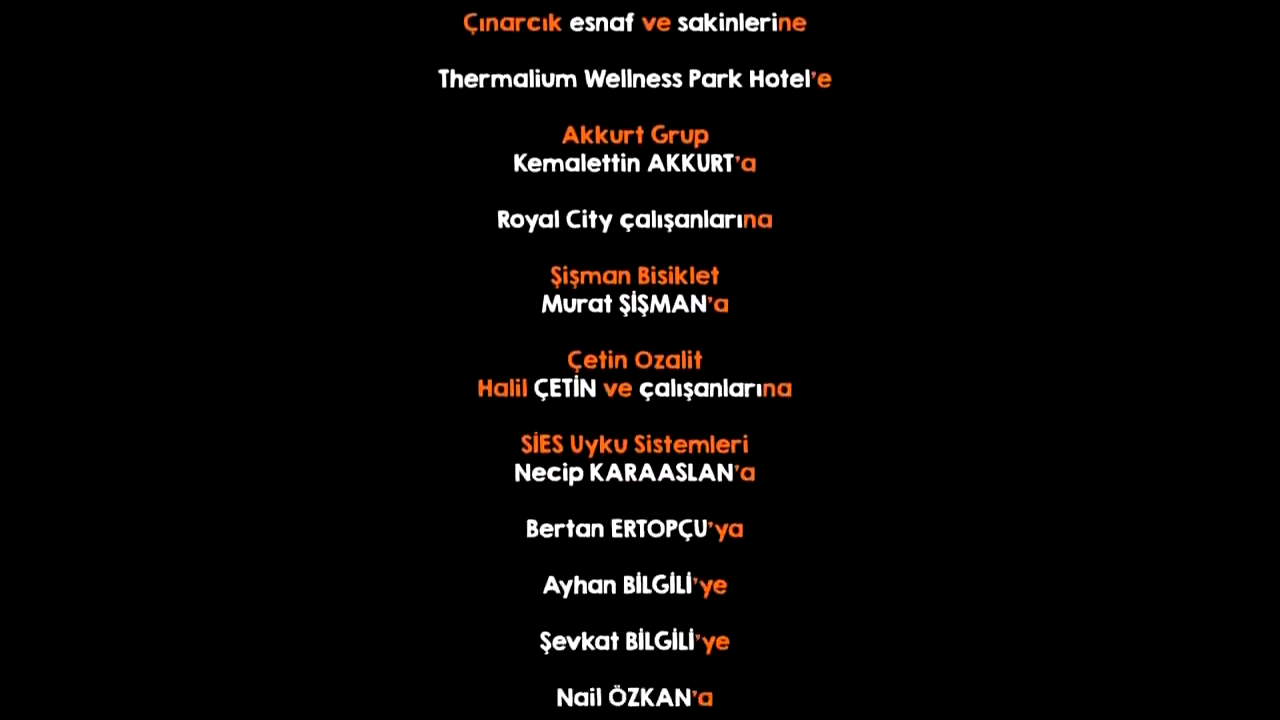 Çınarcık esnaf ve sakinlerine
Thermalium Wellness Park Hotel'e
Akkurt Grup
Kemalettin AKKURT'a
Royal City çalışanlarına
Şişman Bisiklet
Murat ŞİŞMAN'a
Çetin Ozalit
Halil ÇETİN ve çalışanlarına
SİES Uyku Sistemleri
Necip KARAASLAN'a
Bertan ERTOPÇU'ya
Ayhan BİLGİLİ'ye
Şevkat BİLGİLİ'ye
Nail ÖZKAN'a